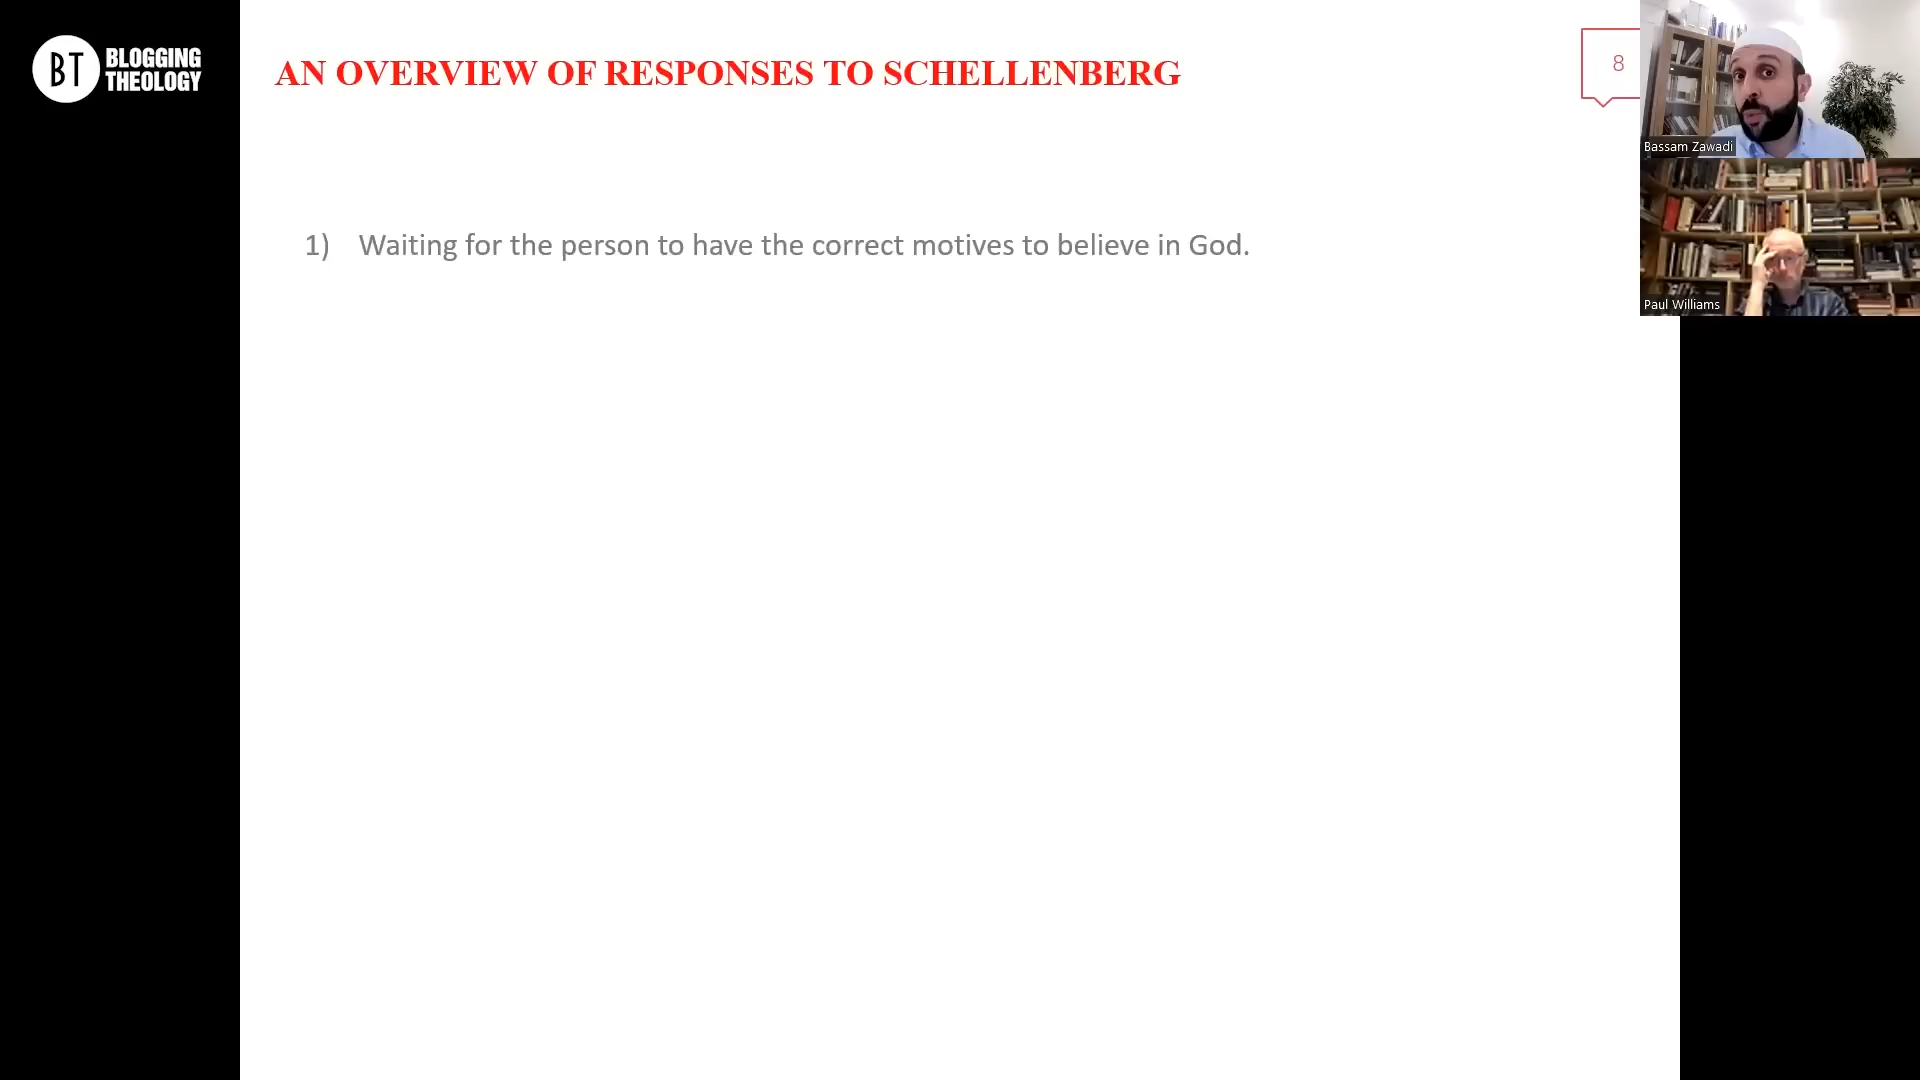 BT BLOGGING
THEOLOGY
AN OVERVIEW OF RESPONSES TO SCHELLENBERG
8
1) Waiting for the person to have the correct motives to believe in God.
Bassam Zawadi
Paul Williams